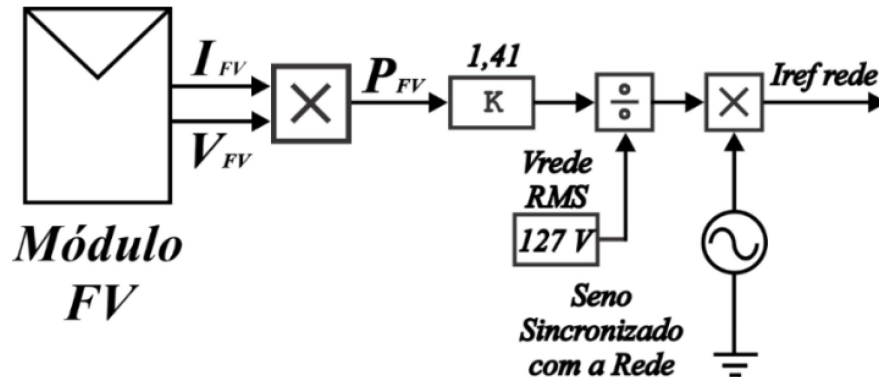 I FV
V FV
Módulo
FV
P FV
1,41
K
Vrede
RMS
127 V
Seno
Sincronizado
com a Rede
Iref rede